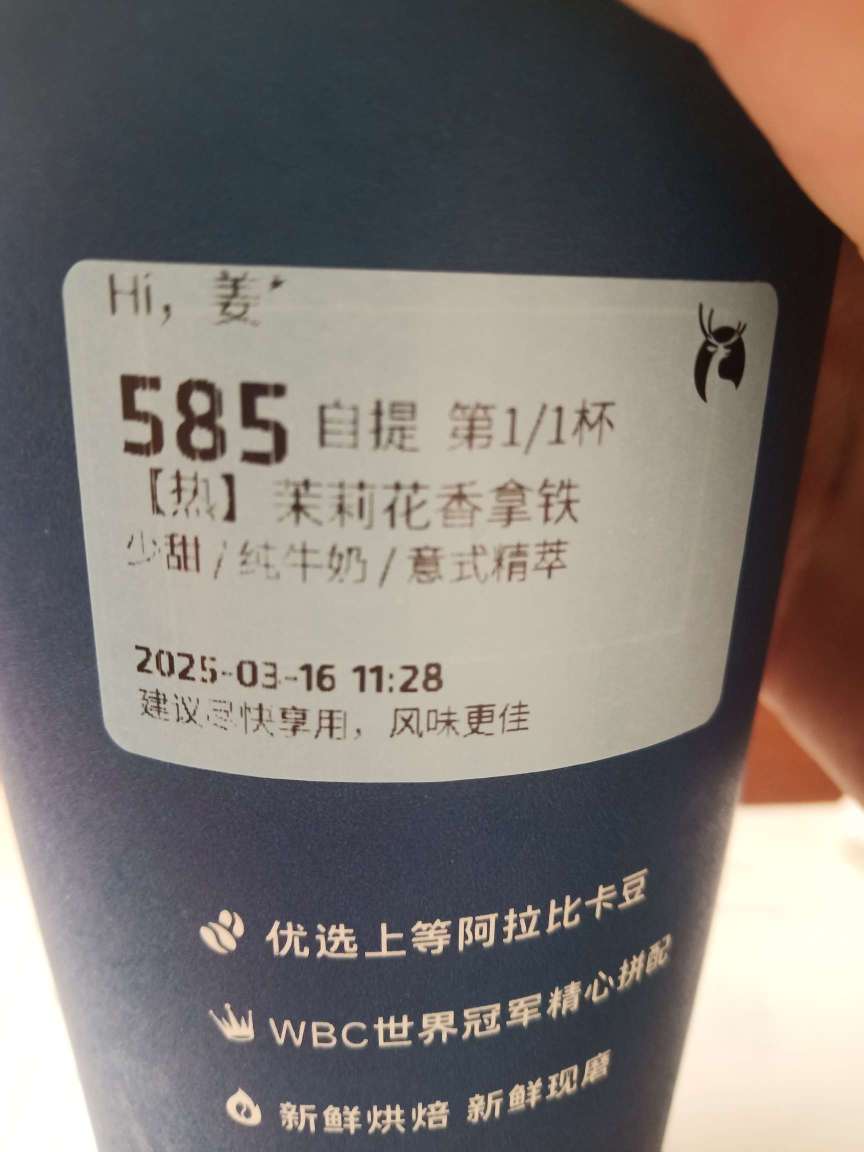 Hi，姜*
585 自提 第1/1杯
【热】茉莉花香拿铁
少甜/纯牛奶/意式精萃
2025-03-16 11:28
建议尽快享用，风味更佳
优选上等阿拉比卡豆
WBC世界冠军精心拼配
新鲜烘焙 新鲜现磨